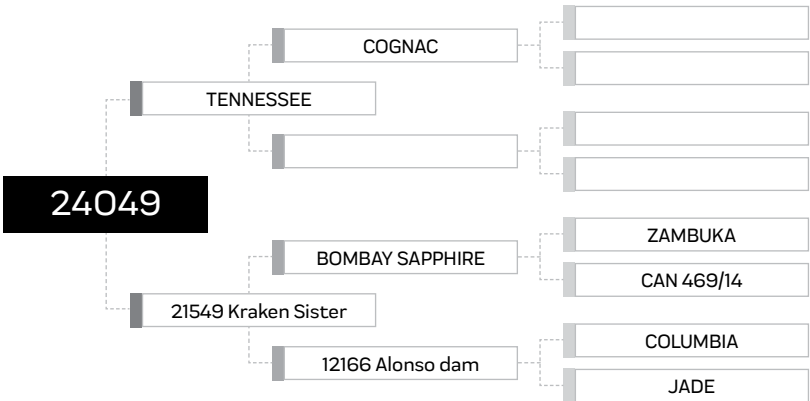 COGNAC
TENNESSEE
24049
ZAMBUKA
BOMBAY SAPPHIRE
CAN 469/14
21549 Kraken Sister
COLUMBIA
12166 Alonso dam
JADE